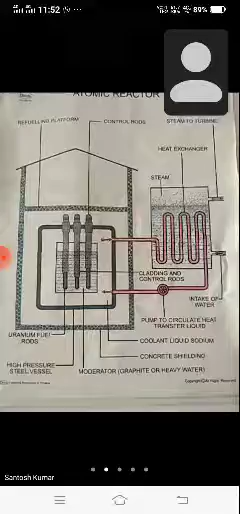 11:52
89%
ATOMIC REACTOR
REFUELLING PLATFORM
CONTROL RODS
STEAM TO TURBINE
HEAT EXCHANGER
STEAM
CLADDING AND
CONTROL RODS
INTAKE OF
WATER
PUMP TO CIRCULATE HEAT
TRANSFER LIQUID
URANIUM FUEL
RODS
COOLANT LIQUID SODIUM
CONCRETE SHIELDING
HIGH PRESSURE
STEEL VESSEL
MODERATOR (GRAPHITE OR HEAVY WATER)
Santosh Kumar